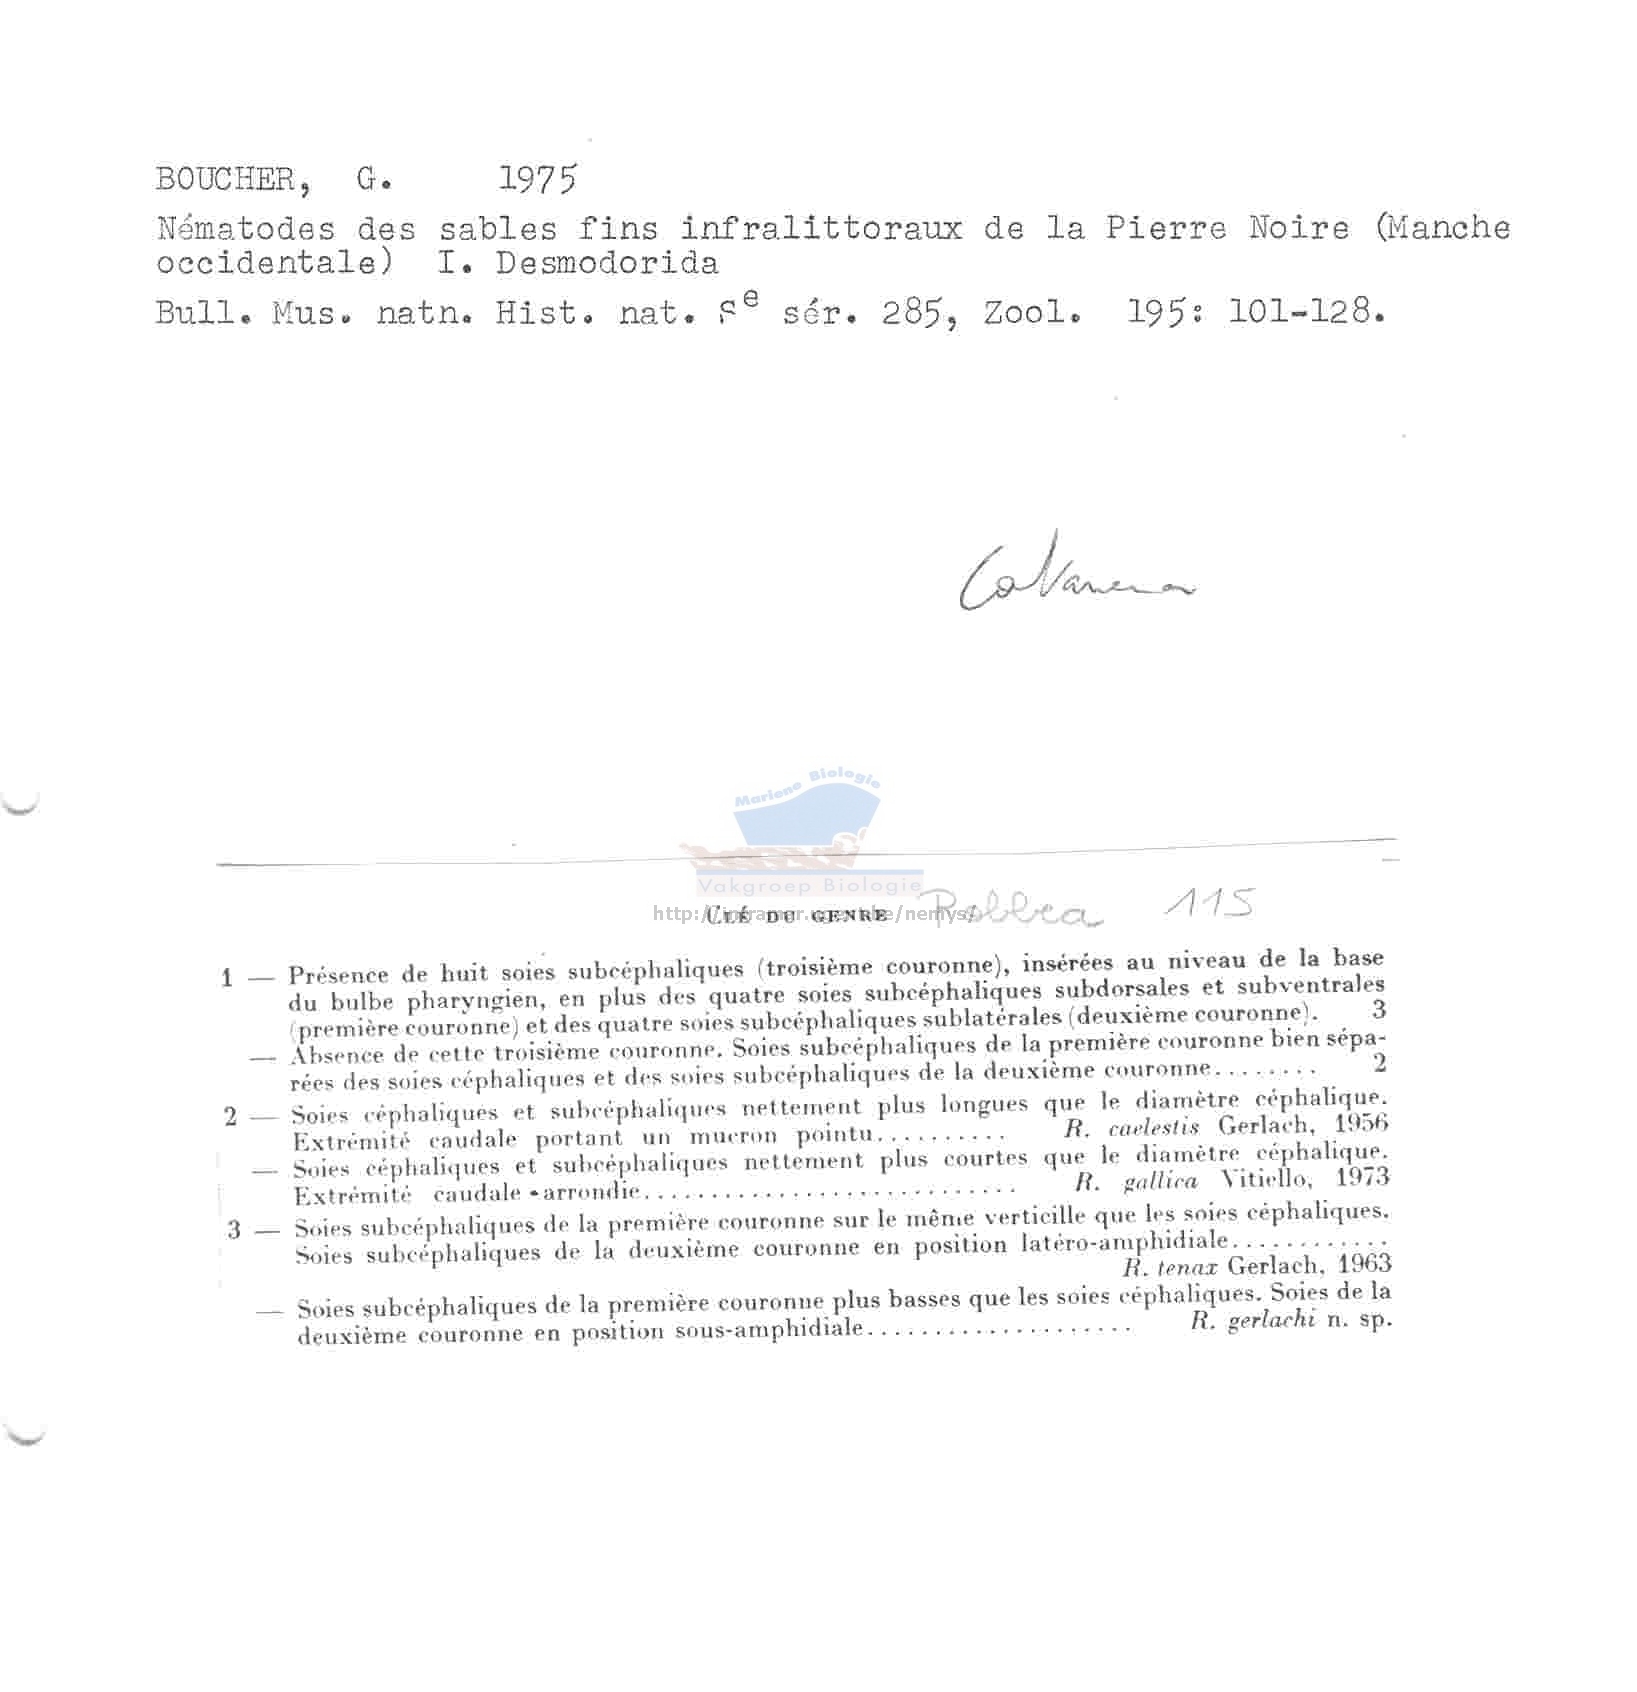 BOUCHER, G. 1975
Nématodes des sables fins infralittoraux de la Pierre Noire (Manche
occidentale) I. Desmodorida
Bull. Mus. natn. Hist. nat. e sér. 285, Zool. 195: 101-128.
Mariene Biologie
Vakgroep Biologie
CLÉ DU GENRE Robbea 115
1 — Présence de huit soies subcéphaliques (troisième couronne), insérées au niveau de la base
du bulbe pharyngien, en plus des quatre soies subcéphaliques subdorsales et subventrales
(première couronne) et des quatre soies subcéphaliques sublatérales (deuxième couronne). 3
— Absence de cette troisième couronne. Soies subcéphaliques de la première couronne bien sépa-
rées des soies céphaliques et des soies subcéphaliques de la deuxième couronne........ 2
2 — Soies céphaliques et subcéphaliques nettement plus longues que le diamètre céphalique.
Extrémité caudale portant un mucron pointu.......... R. caelestis Gerlach, 1956
— Soies céphaliques et subcéphaliques nettement plus courtes que le diamètre céphalique.
Extrémité caudale arrondie............................ R. gallica Vitiello, 1973
3 — Soies subcéphaliques de la première couronne sur le même verticille que les soies céphaliques.
Soies subcéphaliques de la deuxième couronne en position latéro-amphidiale............
R. tenax Gerlach, 1963
— Soies subcéphaliques de la première couronne plus basses que les soies céphaliques. Soies de la
deuxième couronne en position sous-amphidiale.................... R. gerlachi n. sp.